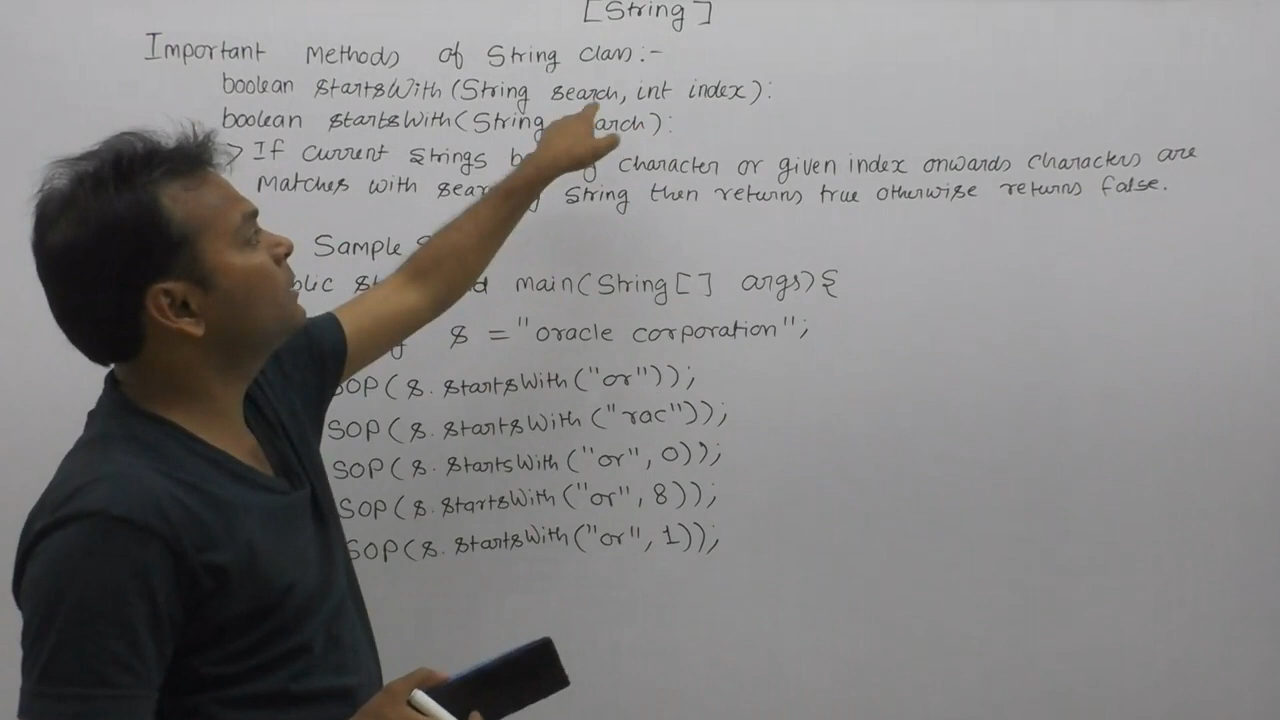 [String]
Important Methods of String class:-
boolean startsWith(String search, int index):
boolean startsWith(String arch):
> If current strings character or given index onwards characters are
Matches with String then returns true otherwise returns false.
Sample
main(String[] args){
s = "oracle corporation";
SOP(s.startsWith("or"));
SOP(s.startsWith("rac"));
SOP(s.startsWith("or", 0));
SOP(s.startsWith("or", 8));
SOP(s.startsWith("or", 1));